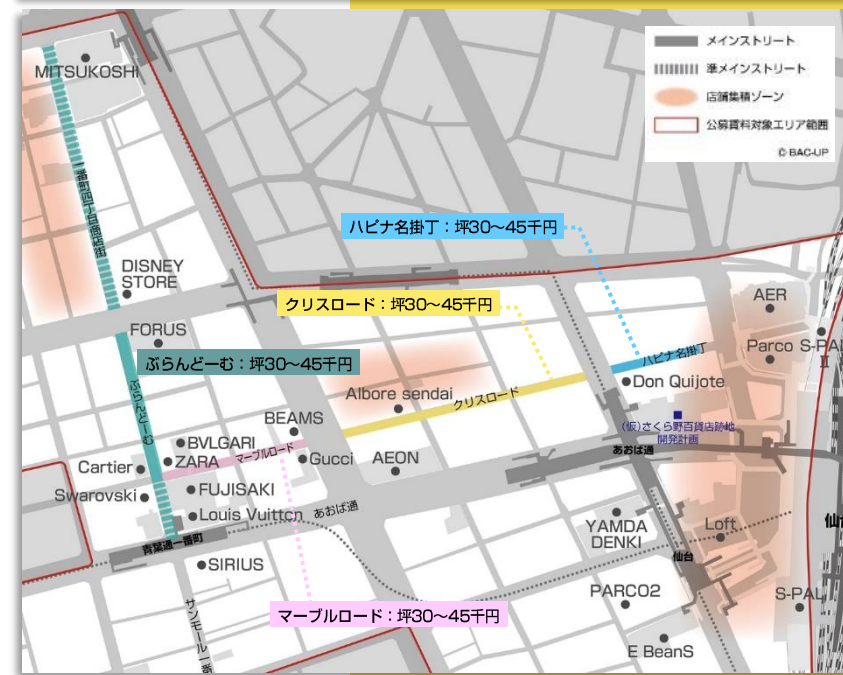 メインストリート
準メインストリート
店舗集積ゾーン
公募賃料対象エリア範囲
© BAC-UP
MITSUKOSHI
一番町四丁目商店街
ハピナ名掛丁：坪30～45千円
DISNEY
STORE
クリスロード：坪30～45千円
AER
FORUS
Parco
S-PAL
II
ぶらんどーむ：坪30～45千円
ハピナ名掛丁
ぶらんどーむ
Don Quijote
Albore sendai
クリスロード
BEAMS
(仮)さくら野百貨店跡地
開発計画
BVLGARI
マーブルロード
Cartier
ZARA
Gucci
AEON
あおば通
Swarovski
FUJISAKI
Louis Vuitton
あおば通
YAMDA
DENKI
Loft
仙台
青葉通一番町
仙台
SIRIUS
PARCO2
S-PAL
マーブルロード：坪30～45千円
サンモール一番
E BeanS